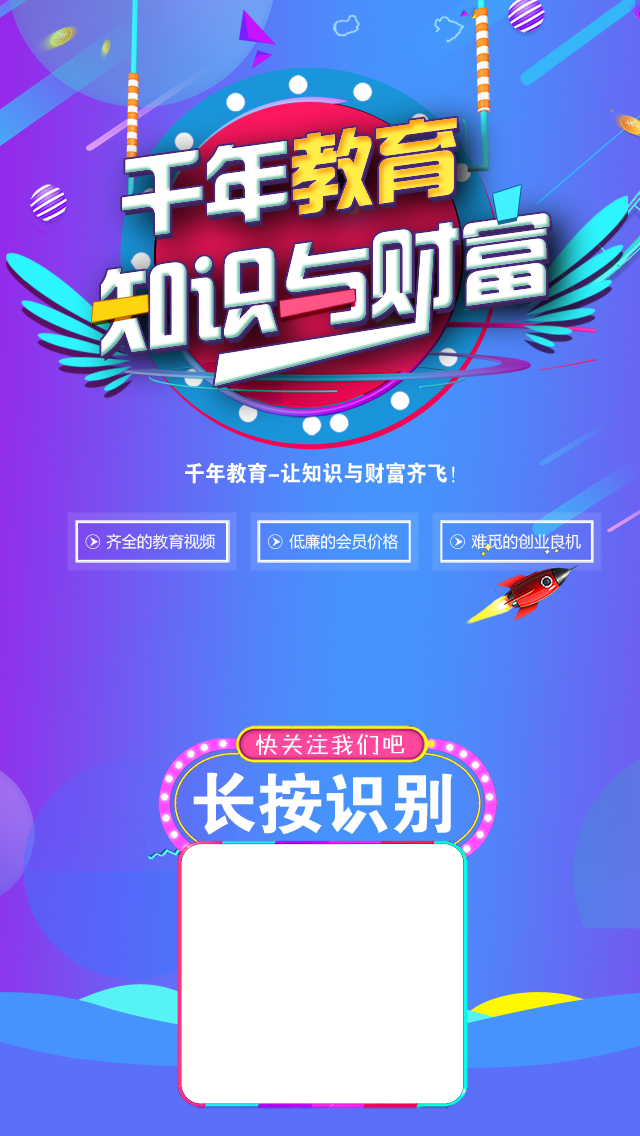 千年教育
知识与财富
千年教育-让知识与财富齐飞!
齐全的教育视频
低廉的会员价格
难觅的创业良机
快关注我们吧
长按识别